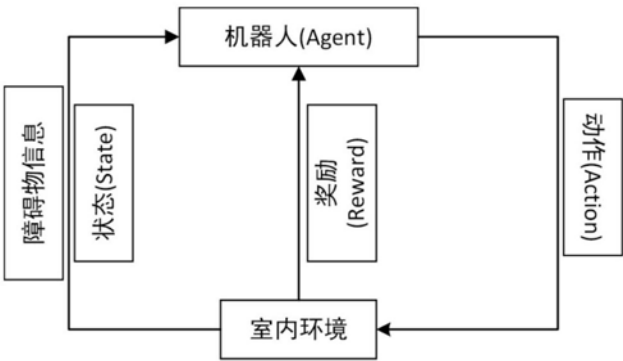 机器人(Agent)
障碍物信息
状态(State)
奖励
(Reward)
动作(Action)
室内环境